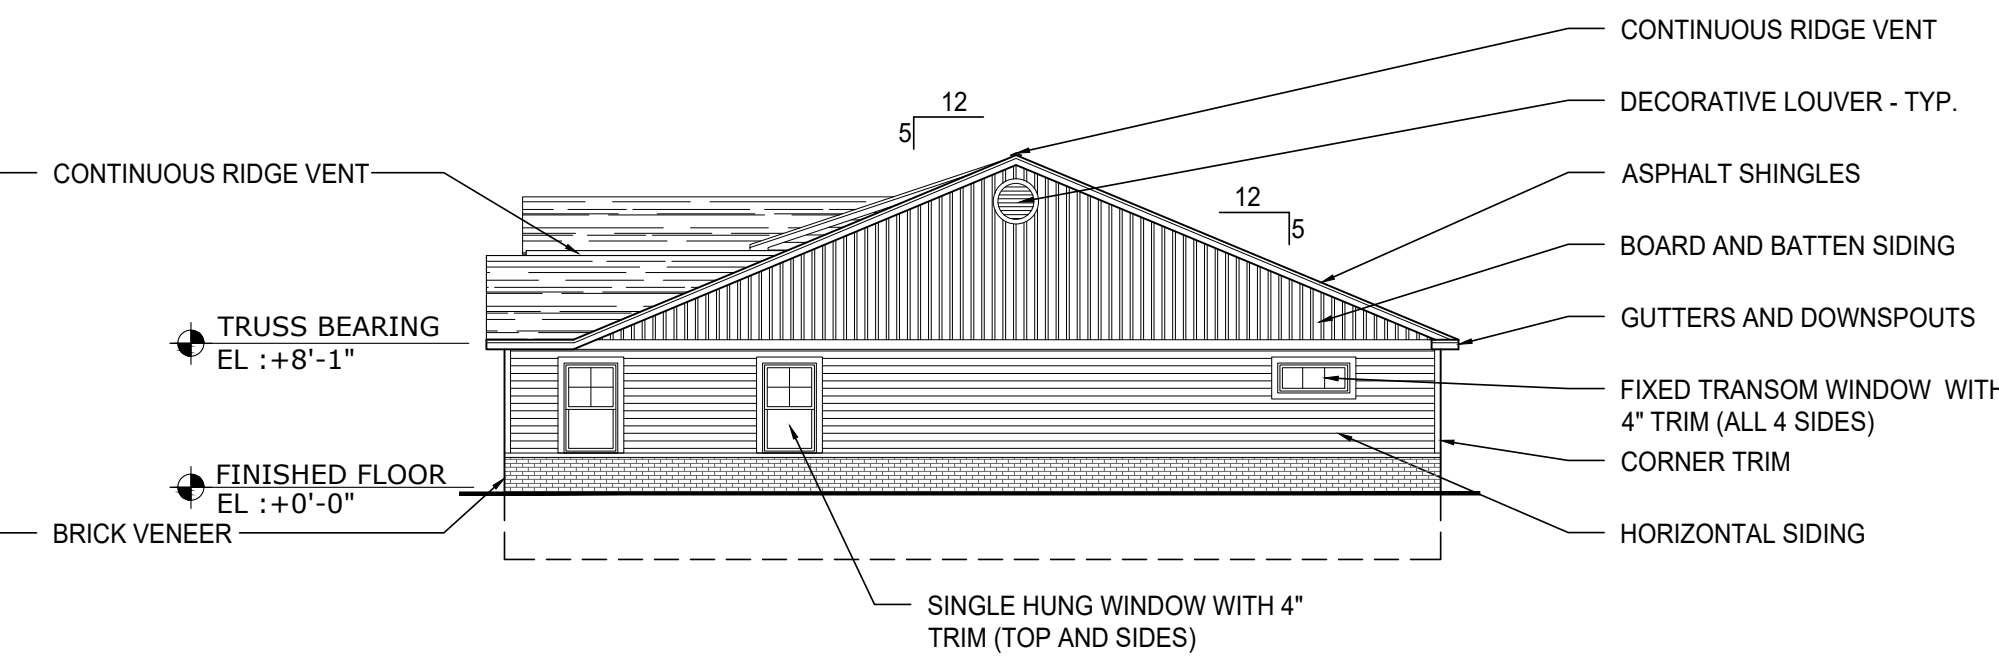 CONTINUOUS RIDGE VENT
12
DECORATIVE LOUVER - TYP.
5
CONTINUOUS RIDGE VENT
ASPHALT SHINGLES
12
5
BOARD AND BATTEN SIDING
TRUSS BEARING
GUTTERS AND DOWNSPOUTS
EL :+8'-1"
FIXED TRANSOM WINDOW WITH
4" TRIM (ALL 4 SIDES)
CORNER TRIM
FINISHED FLOOR
EL :+0'-0"
BRICK VENEER
HORIZONTAL SIDING
SINGLE HUNG WINDOW WITH 4"
TRIM (TOP AND SIDES)